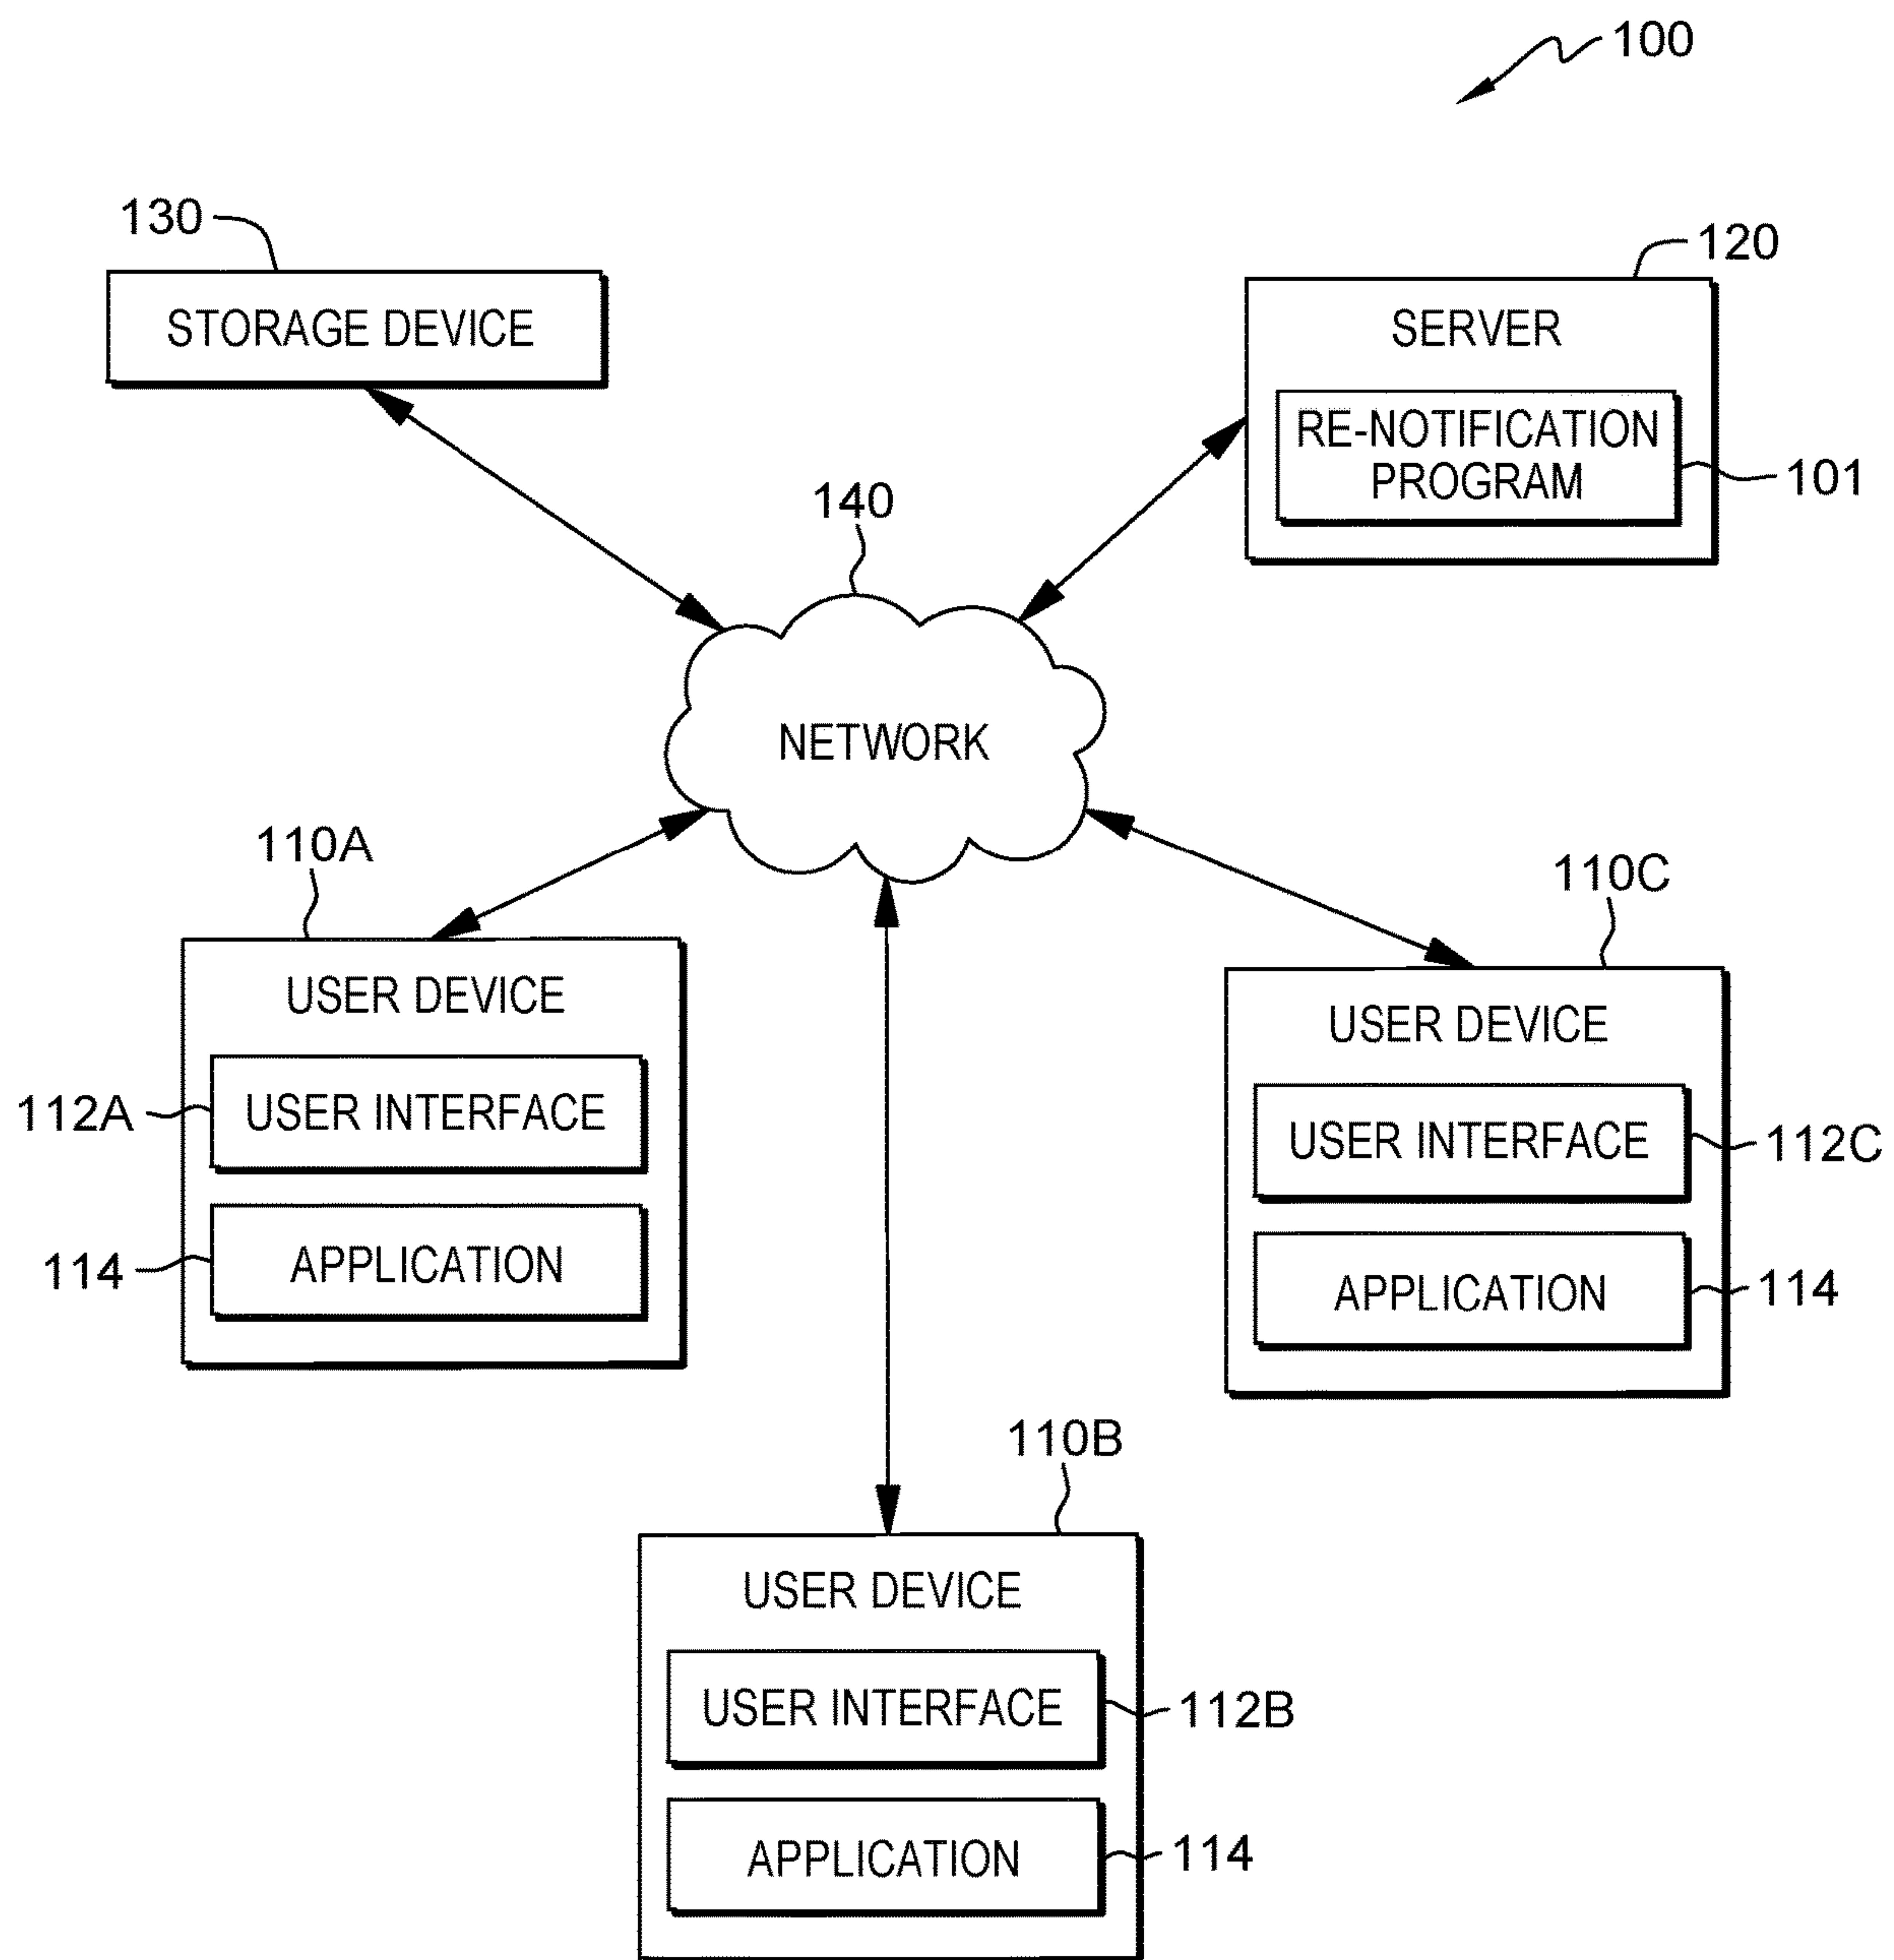 100
130
STORAGE DEVICE
120
SERVER
RE-NOTIFICATION
PROGRAM
101
140
NETWORK
110A
USER DEVICE
112A
USER INTERFACE
114
APPLICATION
110C
USER DEVICE
USER INTERFACE
112C
APPLICATION
114
110B
USER DEVICE
USER INTERFACE
112B
APPLICATION
114